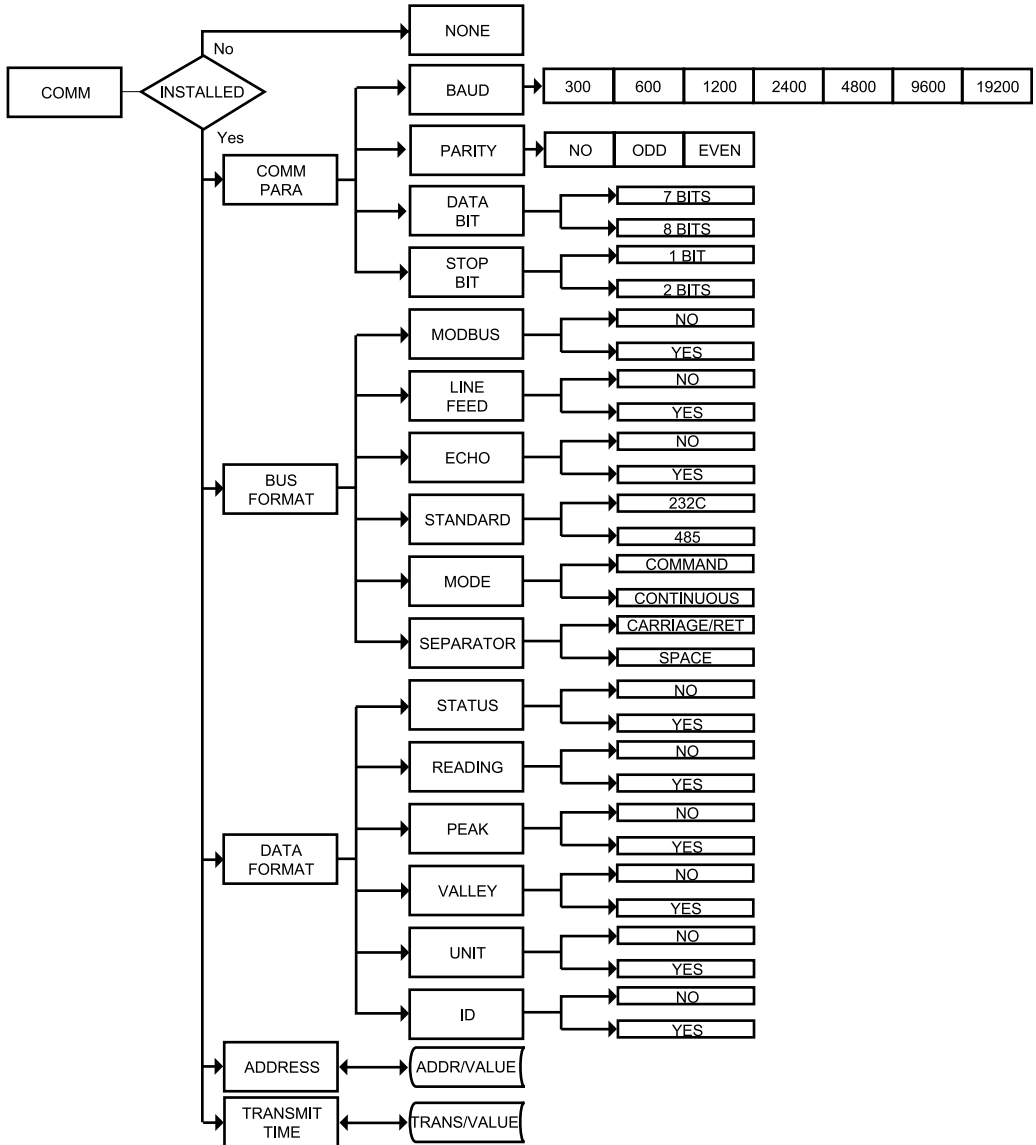 NONE
No
COMM
INSTALLED
Yes
BAUD
300 600 1200 2400 4800 9600 19200
COMM
PARA
PARITY
NO ODD EVEN
DATA
BIT
7 BITS
8 BITS
STOP
BIT
1 BIT
2 BITS
BUS
FORMAT
MODBUS
NO
YES
LINE
FEED
NO
YES
ECHO
NO
YES
STANDARD
232C
485
MODE
COMMAND
CONTINUOUS
SEPARATOR
CARRIAGE/RET
SPACE
DATA
FORMAT
STATUS
NO
YES
READING
NO
YES
PEAK
NO
YES
VALLEY
NO
YES
UNIT
NO
YES
ID
NO
YES
ADDRESS
ADDR/VALUE
TRANSMIT
TIME
TRANS/VALUE